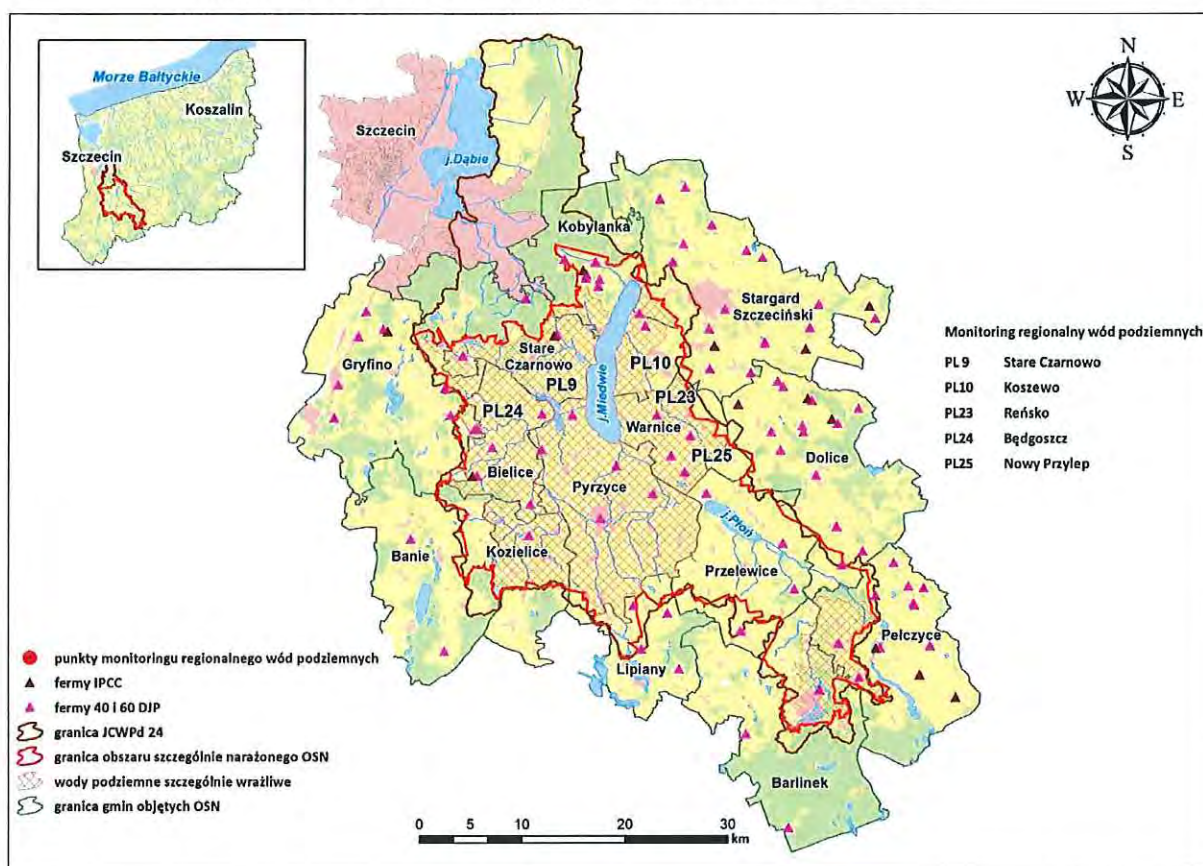 Morze Bałtyckie
Koszalin
Szczecin
N
W E
S
Szczecin
j.Dąbie
Kobylanka
Stargard
Szczeciński
Gryfino
Stare
Czarnowo
PL9
j.Miedwie
PL10
PL23
PL24
Warnice
PL25
Dolice
Bielice
Pyrzyce
j.Płoń
Banie
Kozielice
Przelewice
Pełczyce
Lipiany
Barlinek
Monitoring regionalny wód podziemnych
PL 9 Stare Czarnowo
PL10 Koszewo
PL23 Reńsko
PL24 Będgoszcz
PL25 Nowy Przylep
punkty monitoringu regionalnego wód podziemnych
fermy IPCC
fermy 40 i 60 DJP
granica JCWPd 24
granica obszaru szczególnie narażonego OSN
wody podziemne szczególnie wrażliwe
granica gmin objętych OSN
0 5 10 20 30
km